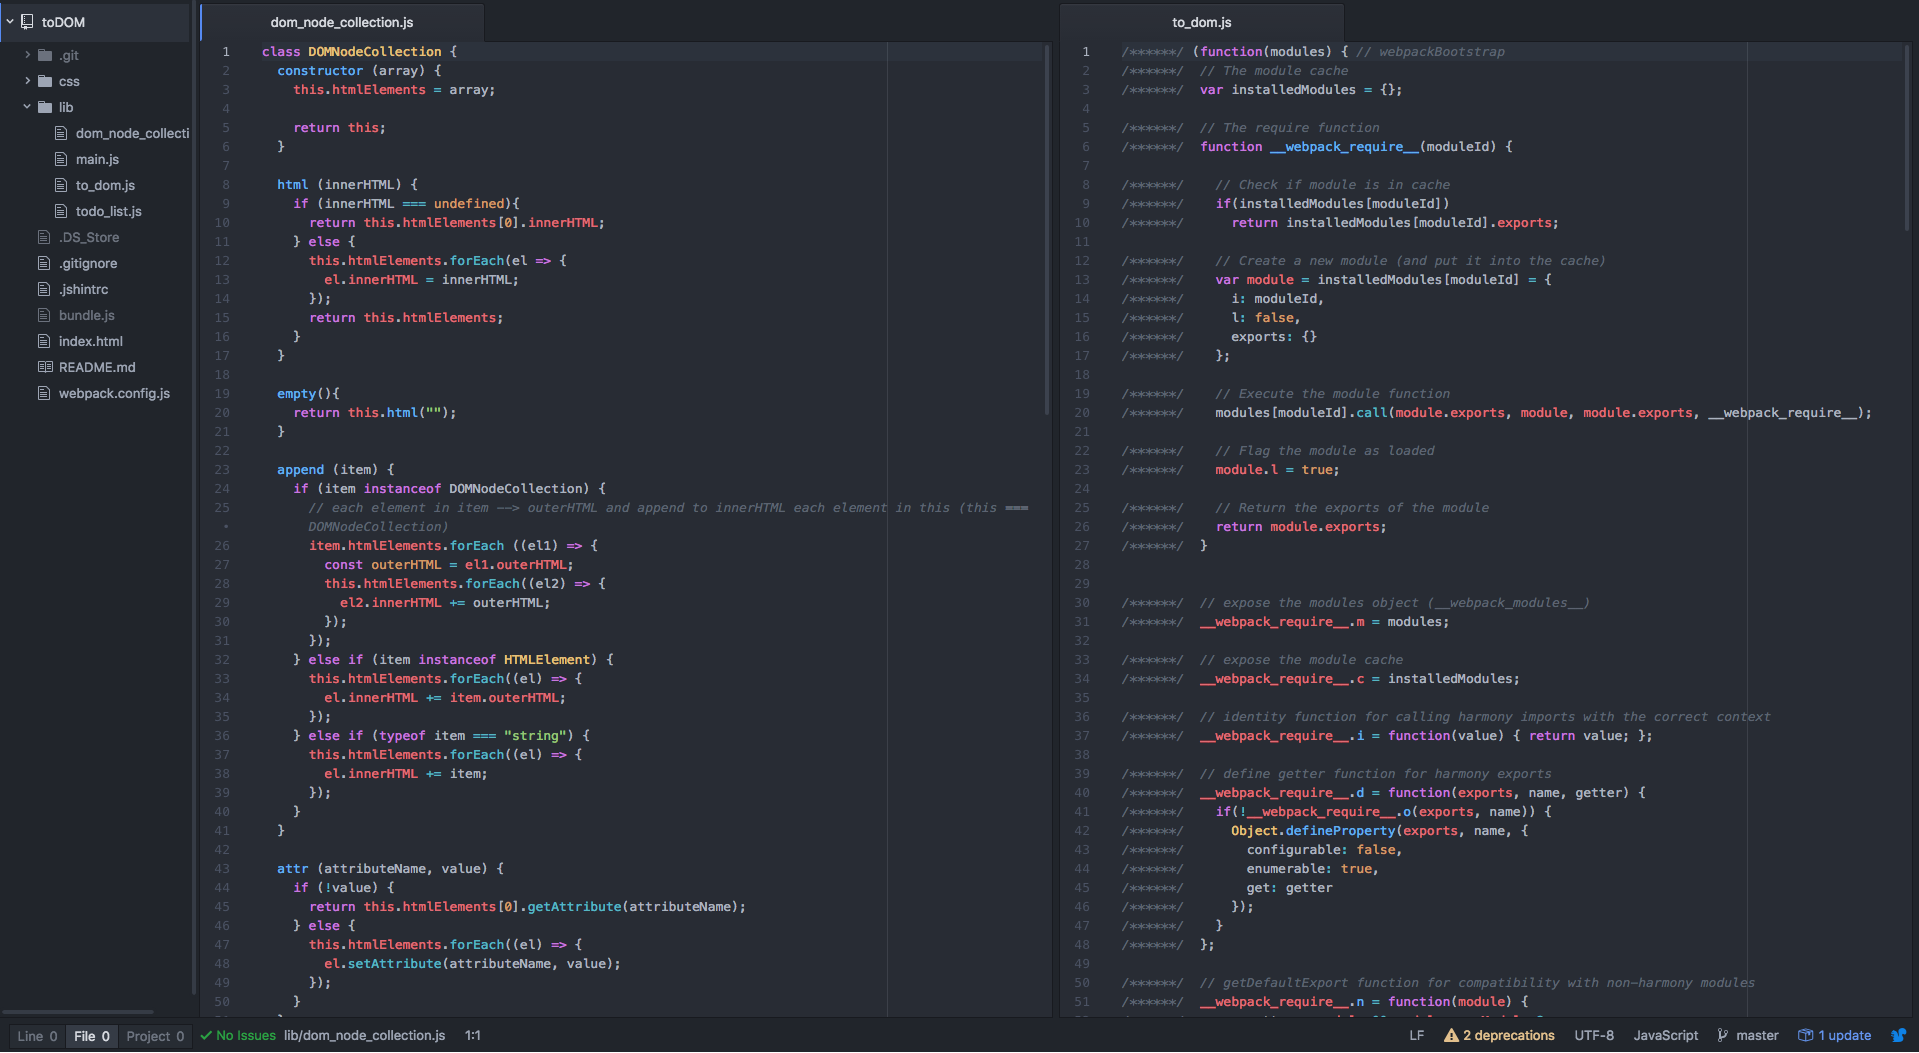 toDOM
.git
css
lib
dom_node_collecti
main.js
to_dom.js
todo_list.js
.DS_Store
.gitignore
.jshintrc
bundle.js
index.html
README.md
webpack.config.js
dom_node_collection.js
1 class DOMNodeCollection {
2 constructor (array) {
3 this.htmlElements = array;
4
5 return this;
6 }
7
8 html (innerHTML) {
9 if (innerHTML === undefined){
10 return this.htmlElements[0].innerHTML;
11 } else {
12 this.htmlElements.forEach(el => {
13 el.innerHTML = innerHTML;
14 });
15 return this.htmlElements;
16 }
17 }
18
19 empty(){
20 return this.html("");
21 }
22
23 append (item) {
24 if (item instanceof DOMNodeCollection) {
25 // each element in item --> outerHTML and append to innerHTML each element in this (this ===
• DOMNodeCollection)
26 item.htmlElements.forEach ((el1) => {
27 const outerHTML = el1.outerHTML;
28 this.htmlElements.forEach((el2) => {
29 el2.innerHTML += outerHTML;
30 });
31 });
32 } else if (item instanceof HTMLElement) {
33 this.htmlElements.forEach((el) => {
34 el.innerHTML += item.outerHTML;
35 });
36 } else if (typeof item === "string") {
37 this.htmlElements.forEach((el) => {
38 el.innerHTML += item;
39 });
40 }
41 }
42
43 attr (attributeName, value) {
44 if (!value) {
45 return this.htmlElements[0].getAttribute(attributeName);
46 } else {
47 this.htmlElements.forEach((el) => {
48 el.setAttribute(attributeName, value);
49 });
50 }
to_dom.js
1 /******/ (function(modules) { // webpackBootstrap
2 /******/ // The module cache
3 /******/ var installedModules = {};
4
5 /******/ // The require function
6 /******/ function __webpack_require__(moduleId) {
7
8 /******/ // Check if module is in cache
9 /******/ if(installedModules[moduleId])
10 /******/ return installedModules[moduleId].exports;
11
12 /******/ // Create a new module (and put it into the cache)
13 /******/ var module = installedModules[moduleId] = {
14 /******/ i: moduleId,
15 /******/ l: false,
16 /******/ exports: {}
17 /******/ };
18
19 /******/ // Execute the module function
20 /******/ modules[moduleId].call(module.exports, module, module.exports, __webpack_require__);
21
22 /******/ // Flag the module as loaded
23 /******/ module.l = true;
24
25 /******/ // Return the exports of the module
26 /******/ return module.exports;
27 /******/ }
28
29
30 /******/ // expose the modules object (__webpack_modules__)
31 /******/ __webpack_require__.m = modules;
32
33 /******/ // expose the module cache
34 /******/ __webpack_require__.c = installedModules;
35
36 /******/ // identity function for calling harmony imports with the correct context
37 /******/ __webpack_require__.i = function(value) { return value; };
38
39 /******/ // define getter function for harmony exports
40 /******/ __webpack_require__.d = function(exports, name, getter) {
41 /******/ if(!__webpack_require__.o(exports, name)) {
42 /******/ Object.defineProperty(exports, name, {
43 /******/ configurable: false,
44 /******/ enumerable: true,
45 /******/ get: getter
46 /******/ });
47 /******/ }
48 /******/ };
49
50 /******/ // getDefaultExport function for compatibility with non-harmony modules
51 /******/ __webpack_require__.n = function(module) {
Line 0 File 0 Project 0 No Issues lib/dom_node_collection.js 1:1 LF 2 deprecations UTF-8 JavaScript master 1 update